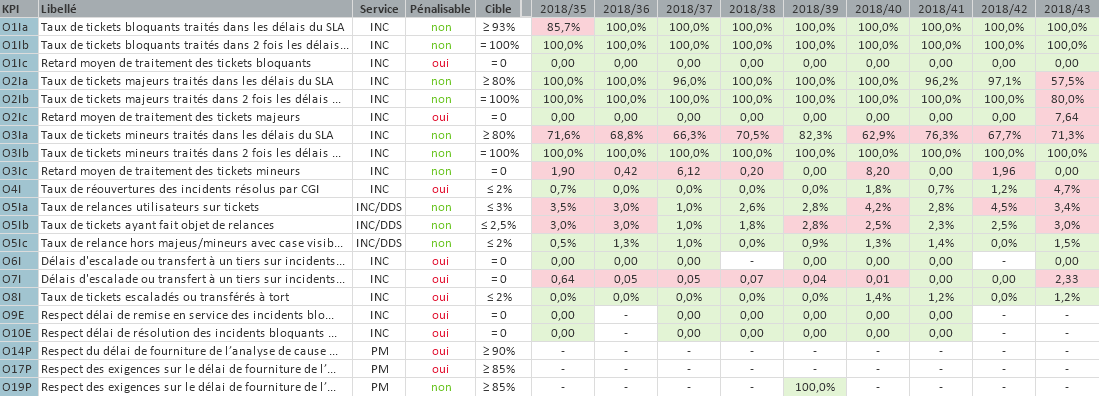 KPI Libellé Service Pénalisable Cible 2018/35 2018/36 2018/37 2018/38 2018/39 2018/40 2018/41 2018/42 2018/43
O1Ia Taux de tickets bloquants traités dans les délais du SLA INC non ≥ 93% 85,7% 100,0% 100,0% 100,0% 100,0% 100,0% 100,0% 100,0% 100,0%
O1Ib Taux de tickets bloquants traités dans 2 fois les délais... INC non = 100% 100,0% 100,0% 100,0% 100,0% 100,0% 100,0% 100,0% 100,0% 100,0%
O1Ic Retard moyen de traitement des tickets bloquants INC oui = 0 0,00 0,00 0,00 0,00 0,00 0,00 0,00 0,00 0,00
O2Ia Taux de tickets majeurs traités dans les délais du SLA INC non ≥ 80% 100,0% 100,0% 96,0% 100,0% 100,0% 100,0% 96,2% 97,1% 57,5%
O2Ib Taux de tickets majeurs traités dans 2 fois les délais ... INC non = 100% 100,0% 100,0% 100,0% 100,0% 100,0% 100,0% 100,0% 100,0% 80,0%
O2Ic Retard moyen de traitement des tickets majeurs INC oui = 0 0,00 0,00 0,00 0,00 0,00 0,00 0,00 0,00 7,64
O3Ia Taux de tickets mineurs traités dans les délais du SLA INC non ≥ 80% 71,6% 68,8% 66,3% 70,5% 82,3% 62,9% 76,3% 67,7% 71,3%
O3Ib Taux de tickets mineurs traités dans 2 fois les délais ... INC non = 100% 100,0% 100,0% 100,0% 100,0% 100,0% 100,0% 100,0% 100,0% 100,0%
O3Ic Retard moyen de traitement des tickets mineurs INC non = 0 1,90 0,42 6,12 0,20 0,00 8,20 0,00 1,96 0,00
O4I Taux de réouvertures des incidents résolus par CGI INC oui ≤ 2% 0,7% 0,0% 0,0% 0,0% 0,0% 1,8% 0,7% 1,2% 4,7%
O5Ia Taux de relances utilisateurs sur tickets INC/DDS non ≤ 3% 3,5% 3,0% 1,0% 2,6% 2,8% 4,2% 2,8% 4,5% 3,4%
O5Ib Taux de tickets ayant fait objet de relances INC/DDS non ≤ 2,5% 3,0% 3,0% 1,0% 1,8% 2,8% 2,5% 2,3% 2,5% 3,0%
O5Ic Taux de relance hors majeus/mineurs avec case visib... INC/DDS non ≤ 2% 0,5% 1,3% 1,0% 0,0% 0,9% 1,3% 1,4% 0,0% 1,5%
O6I Délais d'escalade ou transfert à un tiers sur incidents... INC oui = 0 0,00 0,00 0,00 - 0,00 0,00 0,00 - 0,00
O7I Délais d'escalade ou transfert à un tiers sur incidents... INC oui = 0 0,64 0,05 0,05 0,07 0,04 0,01 0,00 0,00 2,33
O8I Taux de tickets escaladés ou transférés à tort INC oui ≤ 2% 0,0% 0,0% 0,0% 0,0% 0,0% 1,4% 1,2% 0,0% 1,2%
O9E Respect délai de remise en service des incidents blo... INC oui = 0 0,00 - 0,00 0,00 0,00 0,00 0,00 - -
O10E Respect délai de résolution des incidents bloquants ... INC oui = 0 0,00 - 0,00 0,00 0,00 0,00 0,00 - -
O14P Respect du délai de fourniture de l'analyse de cause ... PM oui ≥ 90% - - - - - - - - -
O17P Respect des exigences sur le délai de fourniture de l'... PM oui ≥ 85% - - - - - - - - -
O19P Respect des exigences sur le délai de fourniture de l'... PM non ≥ 85% - - - - 100,0% - - - -